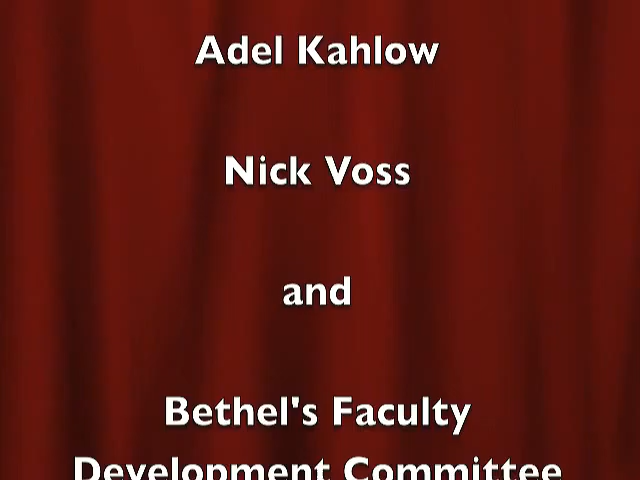 Adel Kahlow
Nick Voss
and
Bethel's Faculty
Development Committee